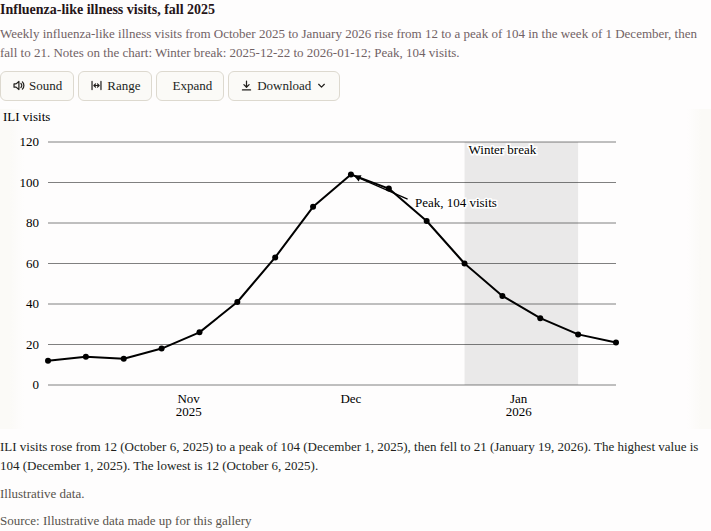 Influenza-like illness visits, fall 2025
Weekly influenza-like illness visits from October 2025 to January 2026 rise from 12 to a peak of 104 in the week of 1 December, then
fall to 21. Notes on the chart: Winter break: 2025-12-22 to 2026-01-12; Peak, 104 visits.
Sound Range Expand Download
ILI visits
120
Winter break
100
Peak, 104 visits
80
60
40
20
0
Nov Dec Jan
2025 2026
ILI visits rose from 12 (October 6, 2025) to a peak of 104 (December 1, 2025), then fell to 21 (January 19, 2026). The highest value is
104 (December 1, 2025). The lowest is 12 (October 6, 2025).
Illustrative data.
Source: Illustrative data made up for this gallery